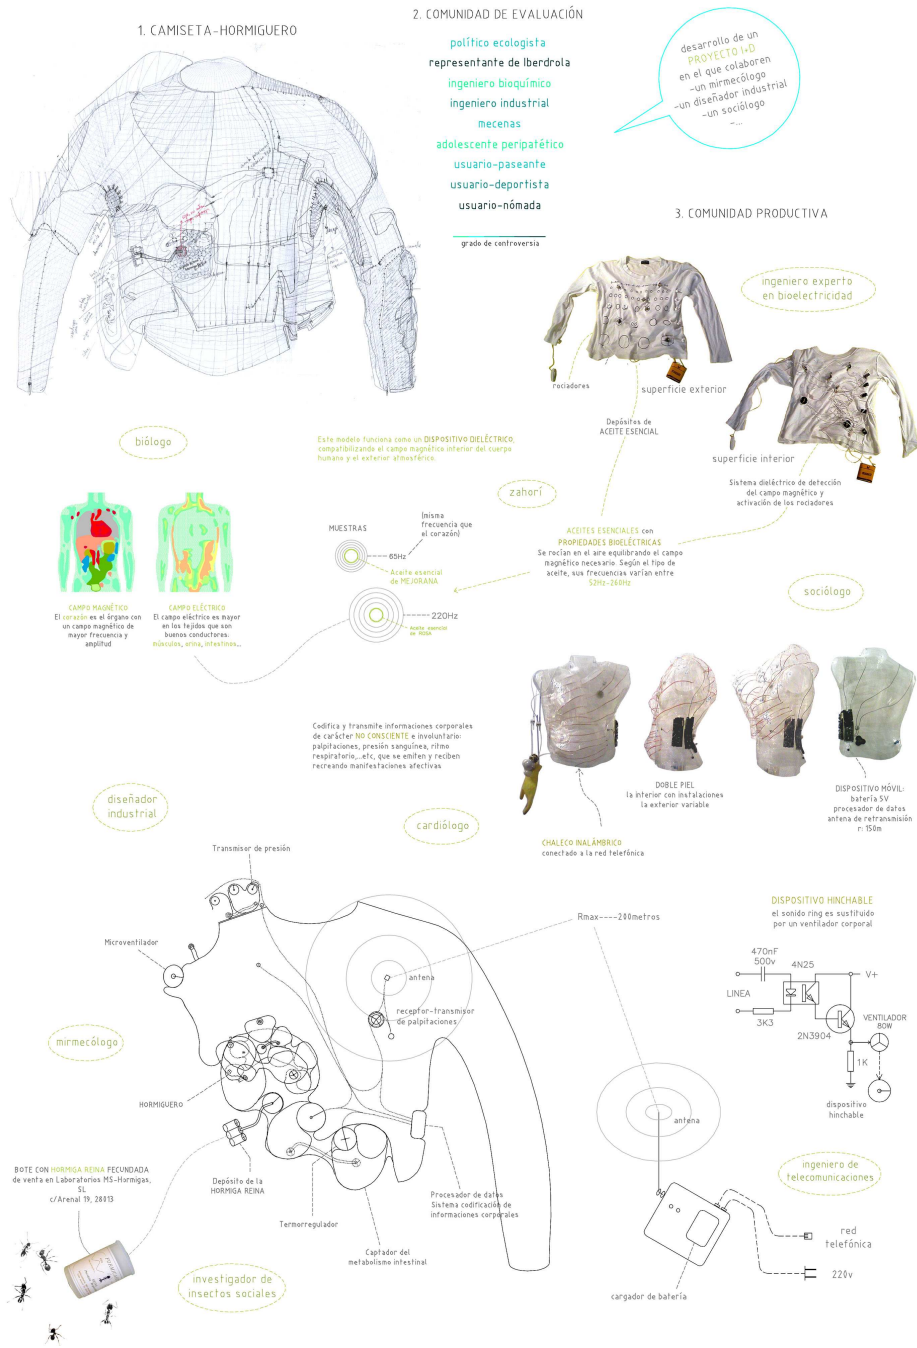 1. CAMISETA-HORMIGUERO
2. COMUNIDAD DE EVALUACIÓN
político ecologista
representante de Iberdrola
ingeniero bioquímico
ingeniero industrial
mecenas
adolescente peripatético
usuario-paseante
usuario-deportista
usuario-nómada
grado de controversia
desarrollo de un
PROYECTO I+D
en el que colaboren
-un mirmecólogo
-un diseñador industrial
-un sociólogo
-...
3. COMUNIDAD PRODUCTIVA
ingeniero experto
en bioelectricidad
rociadores
superficie exterior
Depósitos de
ACEITE ESENCIAL
superficie interior
Sistema dieléctrico de detección
del campo magnético y
activación de los rociadores
biólogo
Este modelo funciona como un DISPOSITIVO DIELÉCTRICO,
compatibilizando el campo magnético interior del cuerpo
humano y el exterior atmosférico.
zahorí
MUESTRAS
(misma
frecuencia que
el corazón)
65Hz
Aceite esencial
de MEJORANA
220Hz
Aceite esencial
de ROSA
ACEITES ESENCIALES con
PROPIEDADES BIOELÉCTRICAS
Se rocían en el aire equilibrando el campo
magnético necesario. Según el tipo de
aceite, sus frecuencias varían entre
52Hz-260Hz
CAMPO MAGNÉTICO
El corazón es el órgano con
un campo magnético de
mayor frecuencia y
amplitud
CAMPO ELÉCTRICO
El campo eléctrico es mayor
en los tejidos que son
buenos conductores:
músculos, orina, intestinos...
sociólogo
Codifica y transmite informaciones corporales
de carácter NO CONSCIENTE e involuntario:
palpitaciones, presión sanguínea, ritmo
respiratorio,...etc, que se emiten y reciben
recreando manifestaciones afectivas
DOBLE PIEL
la interior con instalaciones
la exterior variable
DISPOSITIVO MÓVIL:
batería 5V
procesador de datos
antena de retransmisión
r: 150m
CHALECO INALÁMBRICO
conectado a la red telefónica
diseñador
industrial
cardiólogo
Transmisor de presión
Microventilador
Rmax----200metros
antena
receptor-transmisor
de palpitaciones
mirmecólogo
HORMIGUERO
DISPOSITIVO HINCHABLE
el sonido ring es sustituido
por un ventilador corporal
470nF
500v
4N25
V+
LINEA
3K3
2N3904
VENTILADOR
80W
1K
dispositivo
hinchable
antena
BOTE CON HORMIGA REINA FECUNDADA
de venta en Laboratorios MS-Hormigas,
SL
c/Arenal 19, 28013
Depósito de la
HORMIGA REINA
Termorregulador
Captador del
metabolismo intestinal
Procesador de datos
Sistema codificación de
informaciones corporales
ingeniero de
telecomunicaciones
red
telefónica
220v
cargador de batería
investigador de
insectos sociales